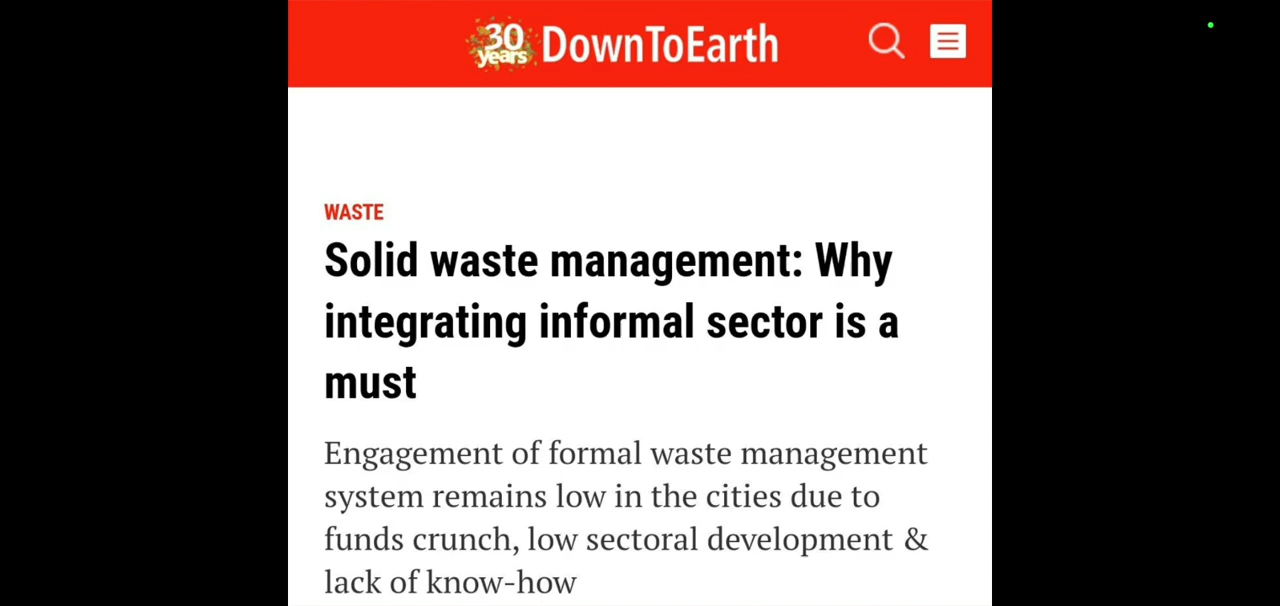 30 years DownToEarth
WASTE
Solid waste management: Why
integrating informal sector is a
must
Engagement of formal waste management
system remains low in the cities due to
funds crunch, low sectoral development &
lack of know-how